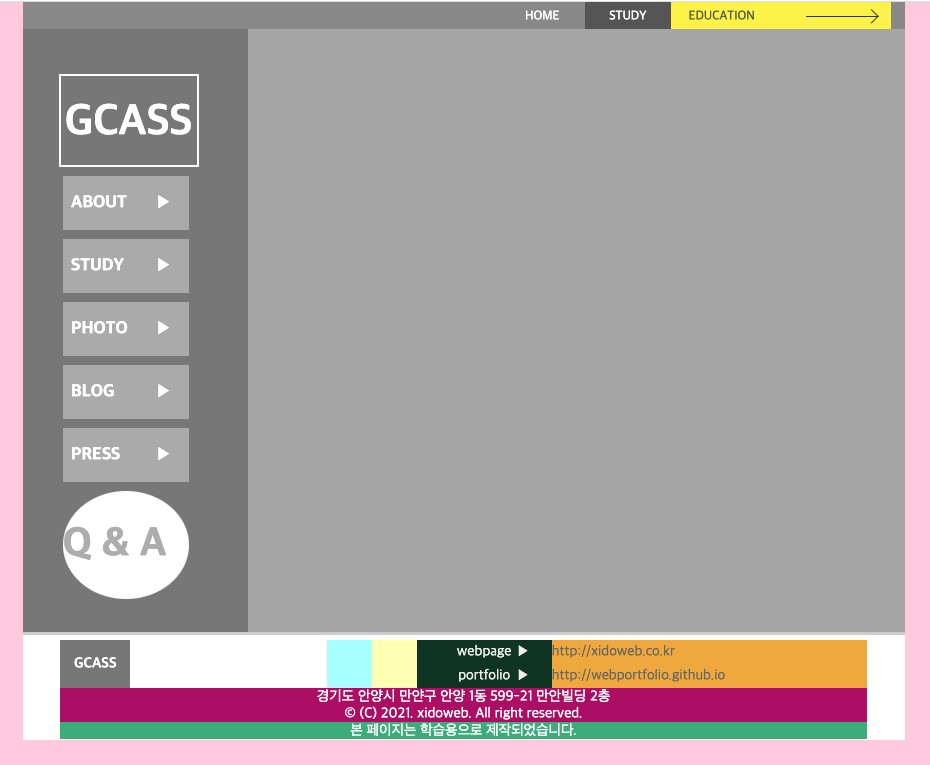 HOME STUDY EDUCATION
GCASS
ABOUT
STUDY
PHOTO
BLOG
PRESS
Q & A
GCASS
webpage ▶ http://xidoweb.co.kr
portfolio ▶ http://webportfolio.github.io
경기도 안양시 만안구 안양 1동 599-21 만안빌딩 2층
© (C) 2021. xidoweb. All right reserved.
본 페이지는 학습용으로 제작되었습니다.